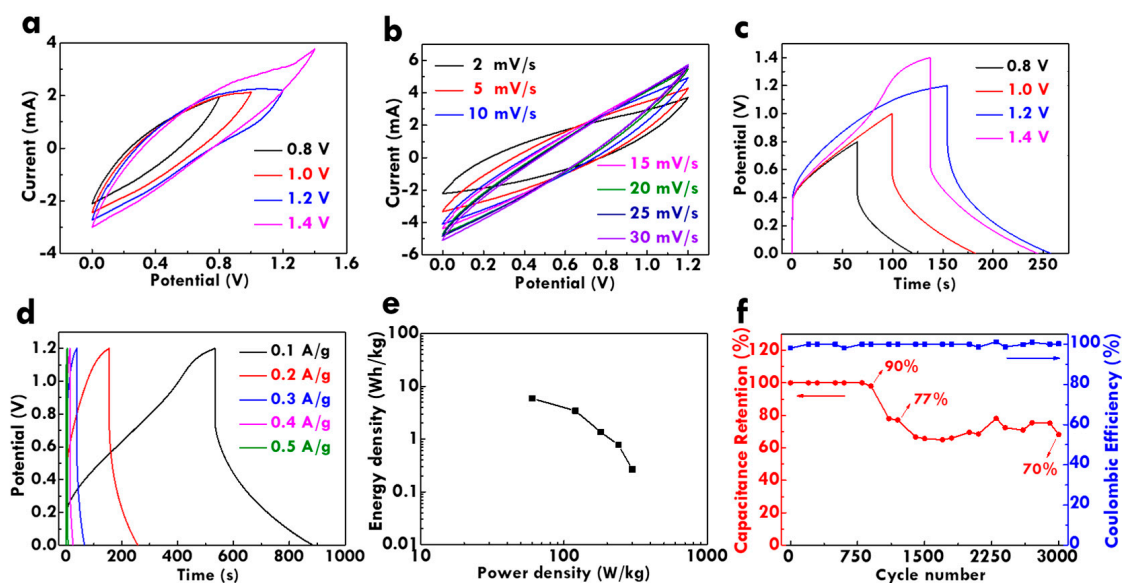 a
4
2
0
-2
-4
Current (mA)
0.8 V
1.0 V
1.2 V
1.4 V
0.0 0.4 0.8 1.2 1.6
Potential (V)
b
6
4
2
0
-2
-4
-6
Current (mA)
2 mV/s
5 mV/s
10 mV/s
15 mV/s
20 mV/s
25 mV/s
30 mV/s
0.0 0.2 0.4 0.6 0.8 1.0 1.2
Potential (V)
c
1.4
1.2
1.0
0.8
0.6
0.4
0.2
0.0
Potential (V)
0.8 V
1.0 V
1.2 V
1.4 V
0 50 100 150 200 250
Time (s)
d
1.2
1.0
0.8
0.6
0.4
0.2
0.0
Potential (V)
0.1 A/g
0.2 A/g
0.3 A/g
0.4 A/g
0.5 A/g
0 200 400 600 800 1000
Time (s)
e
100
10
1
0.1
0.01
Energy density (Wh/kg)
10 100 1000
Power density (W/kg)
f
120
100
80
60
40
20
0
Capacitance Retention (%)
90%
77%
70%
100
80
60
40
20
0
Coulombic Efficiency (%)
0 750 1500 2250 3000
Cycle number